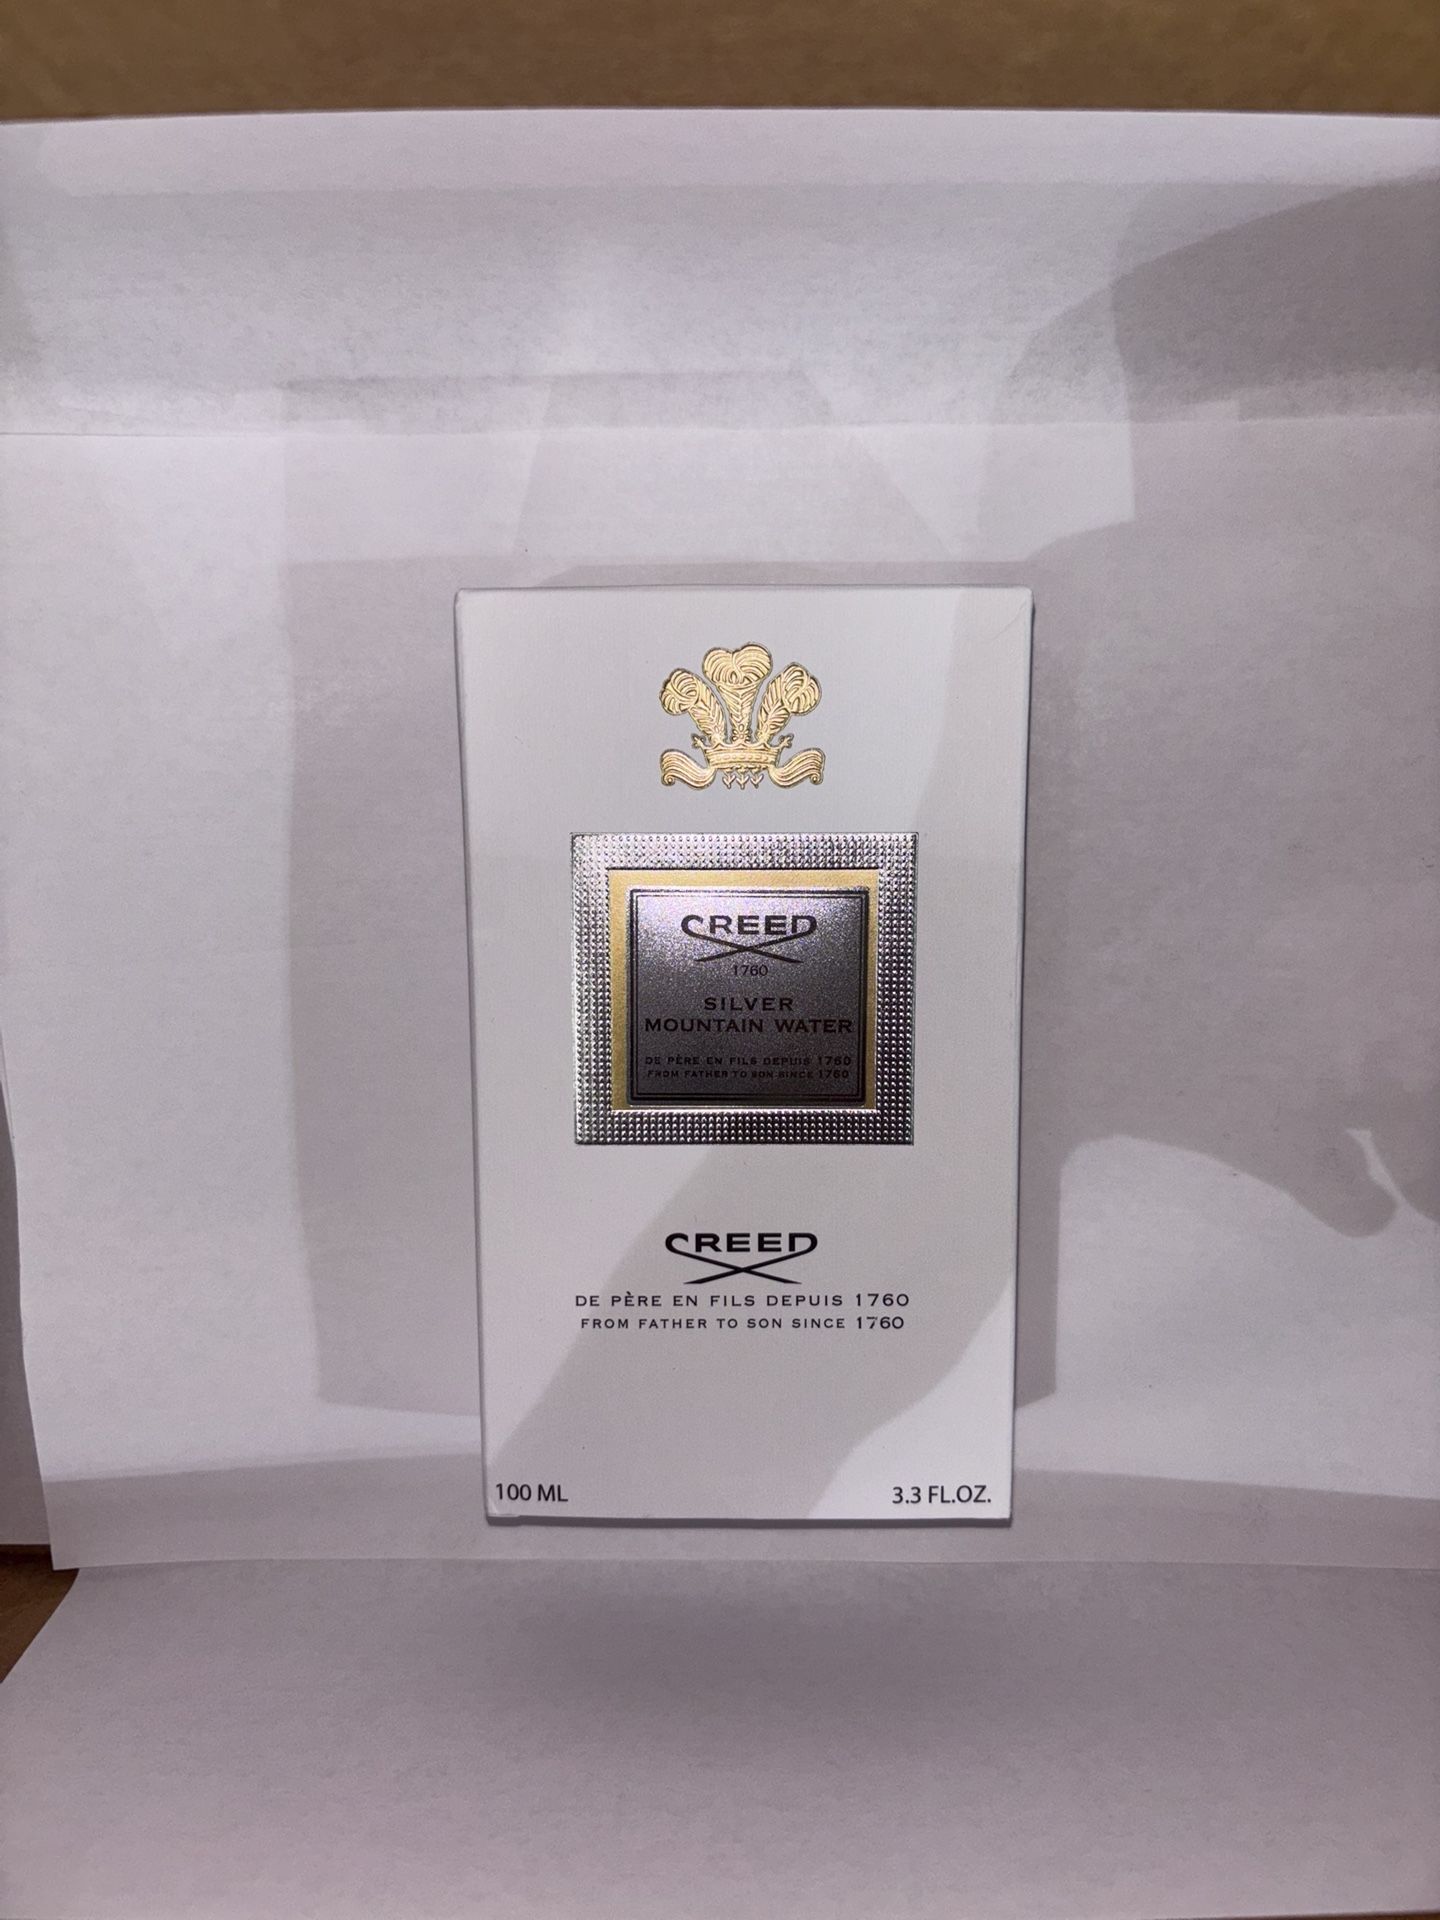 CREED
1760
SILVER
MOUNTAIN WATER
DE PÈRE EN FILS DEPUIS 1760
FROM FATHER TO SON SINCE 1760
CREED
DE PÈRE EN FILS DEPUIS 1760
FROM FATHER TO SON SINCE 1760
100 ML
3.3 FL.OZ.